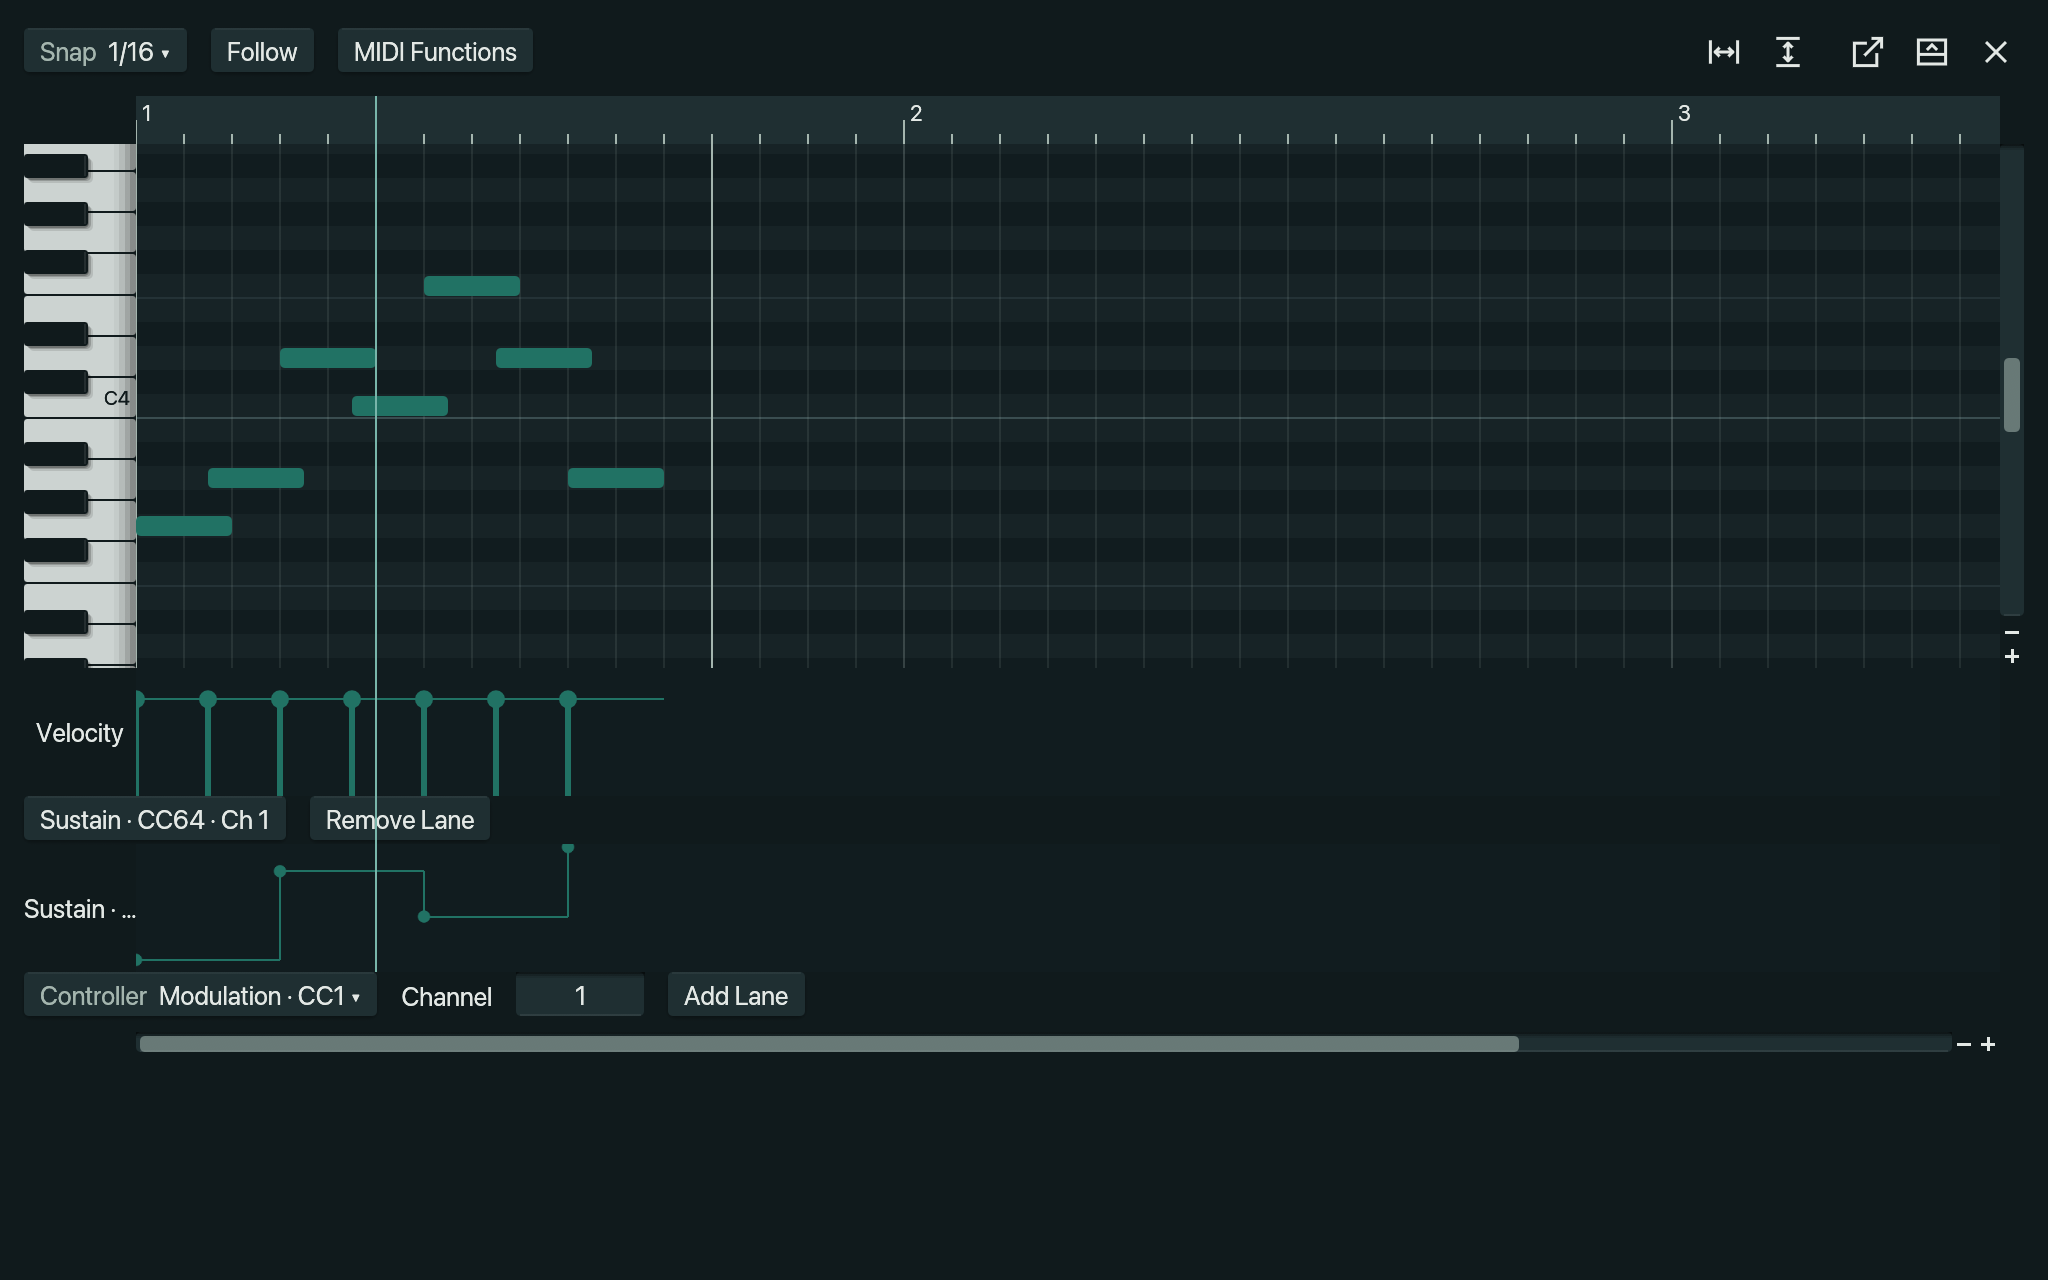 Snap 1/16 ▾ Follow MIDI Functions
1 2 3
C4
Velocity
Sustain · CC64 · Ch 1 Remove Lane
Sustain · ...
Controller Modulation · CC1 ▾ Channel 1 Add Lane